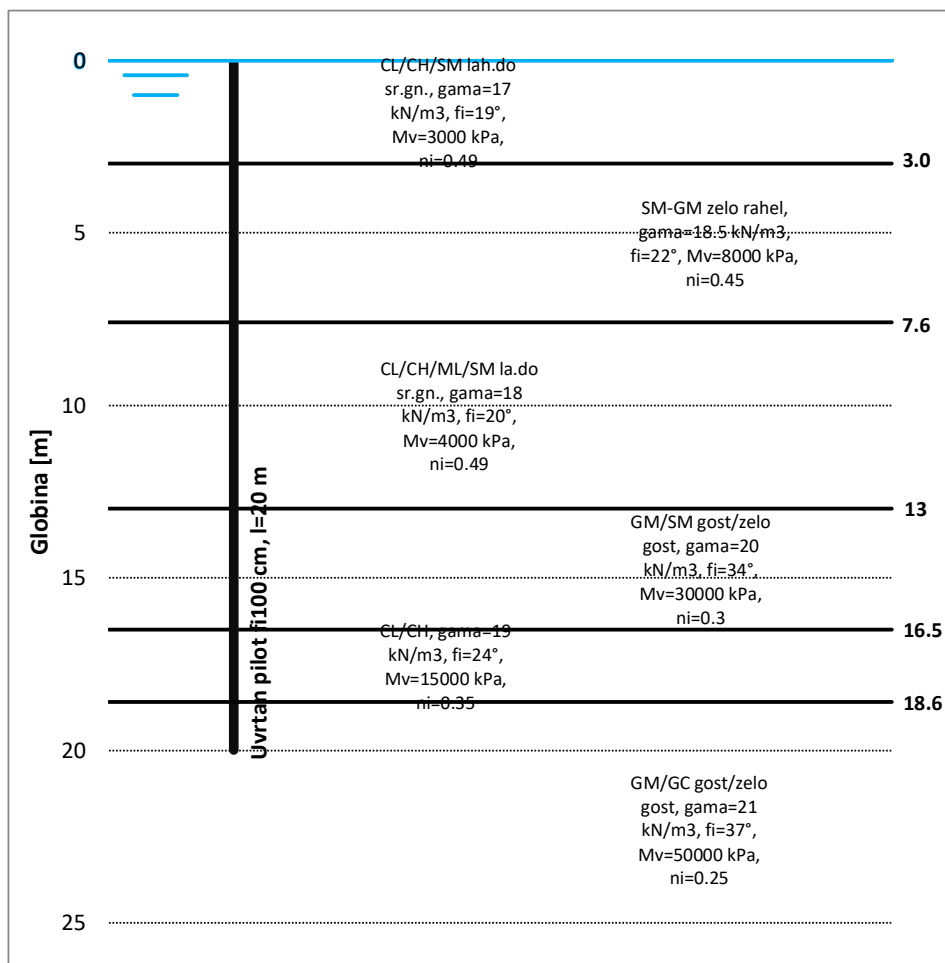 0
CL/CH/SM lah.do
sr.gn., gama=17
kN/m3, fi=19°,
Mv=3000 kPa,
ni=0.49
3.0
SM-GM zelo rahel,
gama=18.5 kN/m3,
fi=22°, Mv=8000 kPa,
ni=0.45
5
7.6
CL/CH/ML/SM la.do
sr.gn., gama=18
kN/m3, fi=20°,
Mv=4000 kPa,
ni=0.49
10
Globina [m]
Uvrtan pilot fi100 cm, l=20 m
13
GM/SM gost/zelo
gost, gama=20
kN/m3, fi=34°,
Mv=30000 kPa,
ni=0.3
15
16.5
CL/CH, gama=19
kN/m3, fi=24°,
Mv=15000 kPa,
ni=0.35
18.6
20
GM/GC gost/zelo
gost, gama=21
kN/m3, fi=37°,
Mv=50000 kPa,
ni=0.25
25